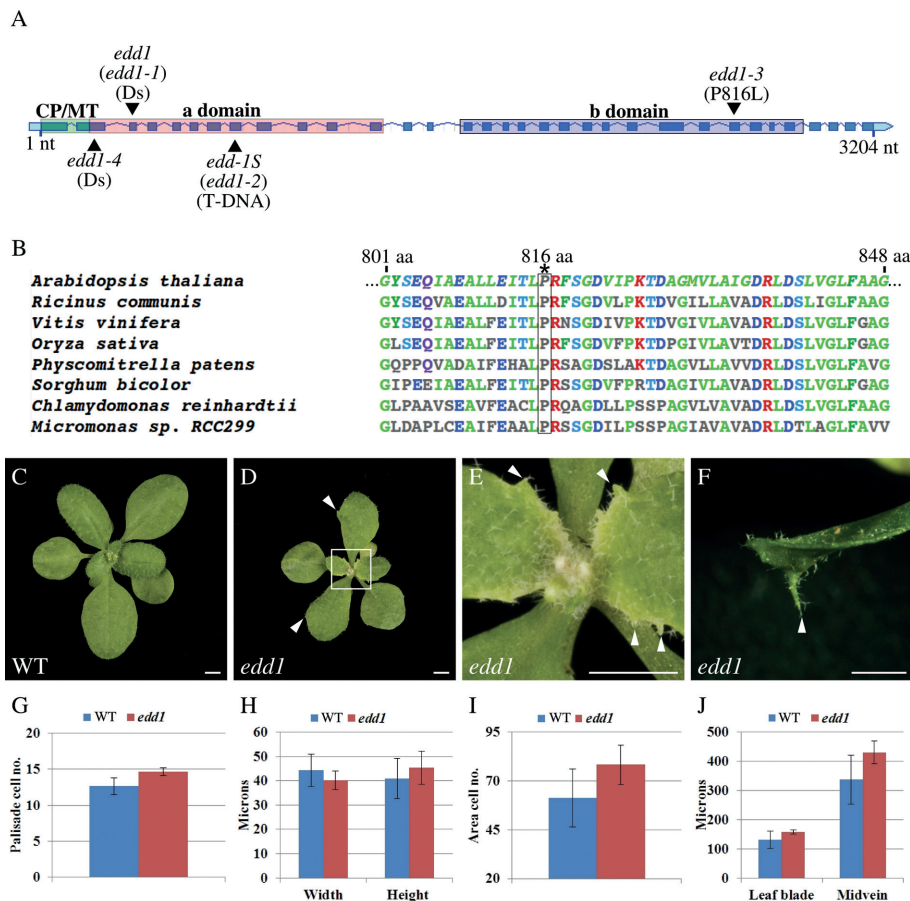 A
edd1
(edd1-1)
(Ds)
edd1-3
(P816L)
CP/MT
a domain
b domain
1 nt
3204 nt
edd1-4
(Ds)
edd-1S
(edd1-2)
(T-DNA)
B
801 aa
816 aa
848 aa
*
Arabidopsis thaliana ...GYSEQIAEALLEITLPRFSGDVIPKTDAGMVLAIGDRLDSLVGLFAAG...
Ricinus communis GYSEQVAEALLDITLPRFSGDVLPKTDVGILLAVADRLDSLIGLFAAG
Vitis vinifera GYSEQIAEALFEITLPRNSGDIVPKTDVGIVLAVADRLDSLVGLFGAG
Oryza sativa GLSEQIAEALFEITLPRFSGDVFPKTDPGIVLAVTDRLDSLVGLFGAG
Physcomitrella patens GQPPQVADAIFEHALPRSAGDSLAKTDAGVLLAVVDRLDSLVGLFAVG
Sorghum bicolor GIPEEIAEALFEITLPRSSGDVFPRTDAGIVLAVADRLDSLVGLFGAG
Chlamydomonas reinhardtii GLPAAVSEAVFEACLPRQAGDLLPSSPAGVLVAVADRLDSLVGLFAAG
Micromonas sp. RCC299 GLDAPLCEAIFEAALPRSSGDILPSSPAGIAVAVADRLDTLAGLFAVV
C
WT
D
edd1
E
edd1
F
edd1
G
WT edd1
Palisade cell no.
20
15
10
5
0
H
WT edd1
Microns
60
50
40
30
20
10
0
Width Height
I
WT edd1
Area cell no.
95
70
45
20
J
WT edd1
Microns
500
400
300
200
100
0
Leaf blade Midvein